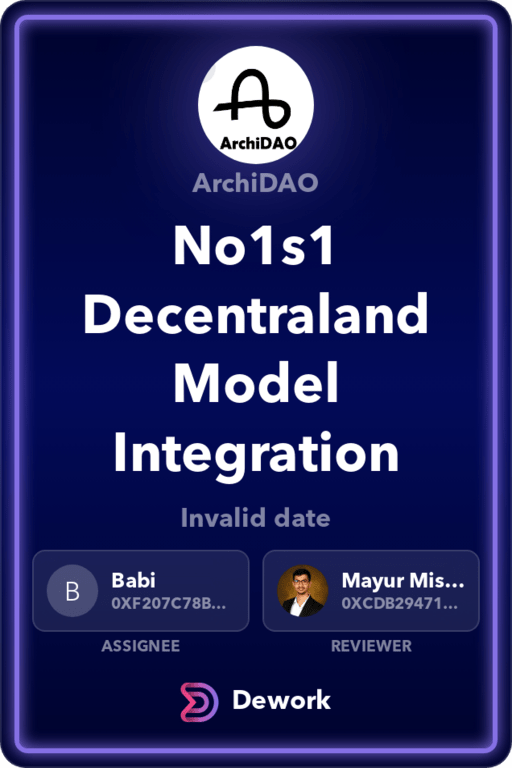 ArchiDAO
ArchiDAO
No1s1
Decentraland
Model
Integration
Invalid date
B
Babi
0XF207C78B...
Mayur Mis...
0XCDB29471...
ASSIGNEE
REVIEWER
Dework